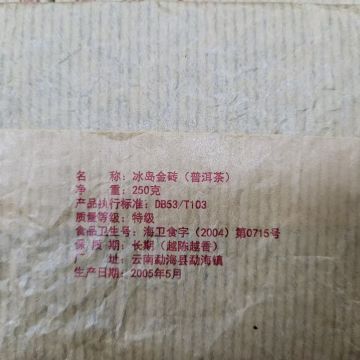 名 称：冰岛金砖（普洱茶）
净 重：250克
产品执行标准：DB53/T103
质量等级：特级
食品卫生号：海卫食字（2004）第0715号
保 质 期：长期（越陈越香）
厂 址：云南勐海县勐海镇
生产日期：2005年5月